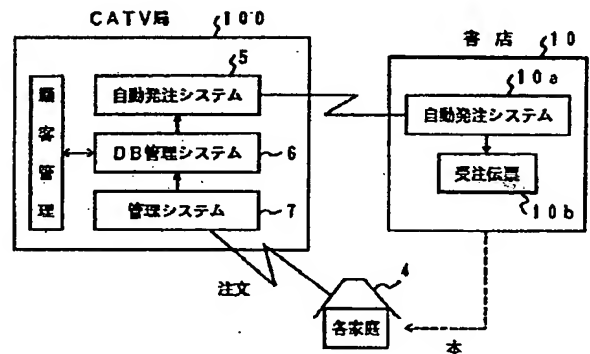 CATV局
100
5
自動発注システム
顧客管理
DB管理システム
6
管理システム
7
書店
10
10a
自動発注システム
受注伝票
10b
注文
4
各家庭
本